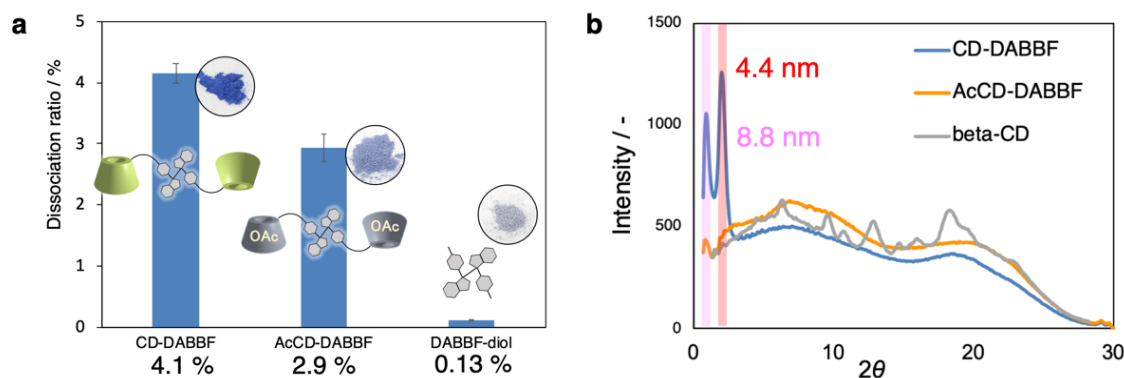 a
Dissociation ratio / %
5
4
3
2
1
0
OAc
OAc
CD-DABBF
AcCD-DABBF
DABBF-diol
4.1 %
2.9 %
0.13 %
b
Intensity / -
1500
1000
500
0
4.4 nm
8.8 nm
CD-DABBF
AcCD-DABBF
beta-CD
0
10
20
30
2θ